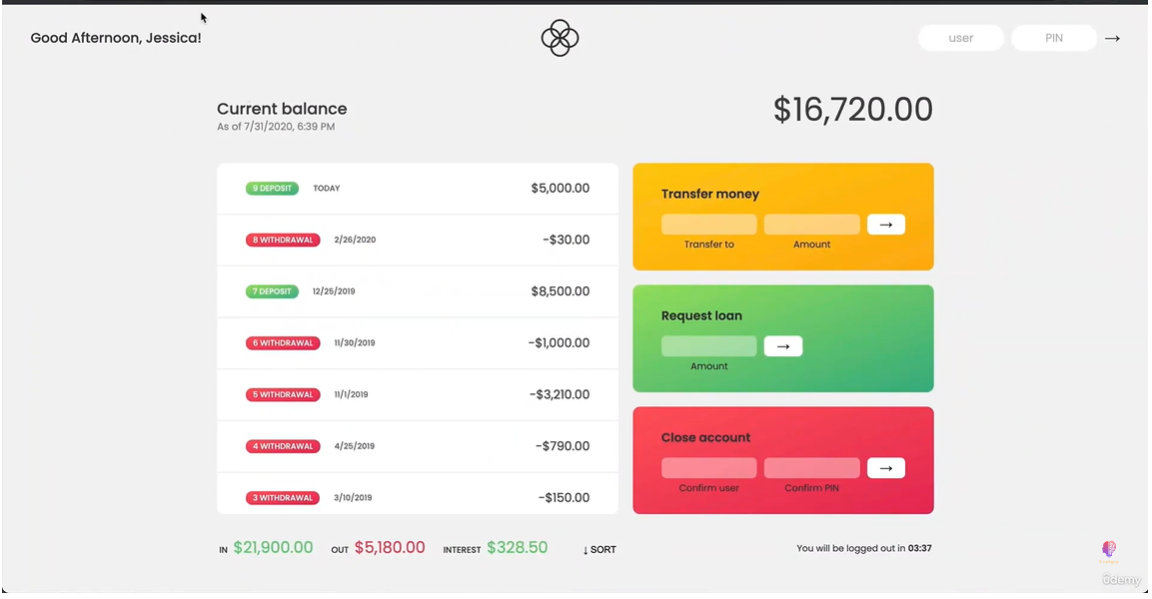 Good Afternoon, Jessica!
user PIN →
Current balance
As of 7/31/2020, 6:39 PM
$16,720.00
9 DEPOSIT TODAY $5,000.00
8 WITHDRAWAL 2/26/2020 -$30.00
7 DEPOSIT 12/25/2019 $8,500.00
6 WITHDRAWAL 11/30/2019 -$1,000.00
5 WITHDRAWAL 11/1/2019 -$3,210.00
4 WITHDRAWAL 4/25/2019 -$790.00
3 WITHDRAWAL 3/10/2019 -$150.00
Transfer money
→
Transfer to Amount
Request loan
→
Amount
Close account
→
Confirm user Confirm PIN
IN $21,900.00 OUT $5,180.00 INTEREST $328.50 ↓ SORT
You will be logged out in 03:37
ûdemy